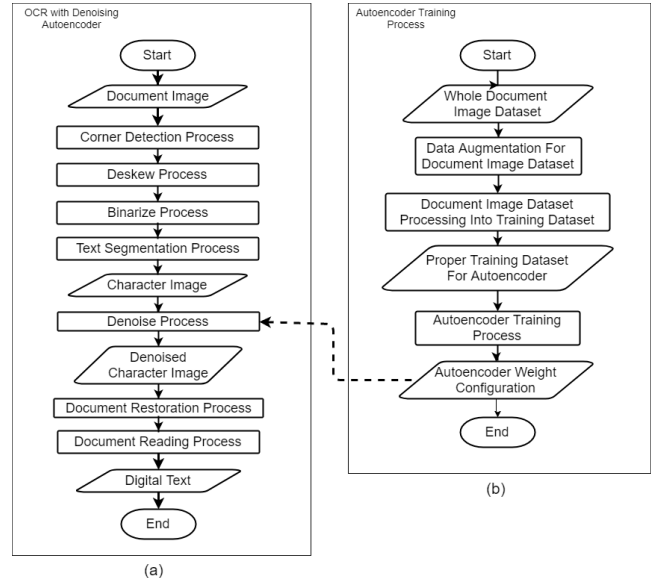 OCR with Denoising
Autoencoder
Start
Document Image
Corner Detection Process
Deskew Process
Binarize Process
Text Segmentation Process
Character Image
Denoise Process
Denoised
Character Image
Document Restoration Process
Document Reading Process
Digital Text
End
(a)
Autoencoder Training
Process
Start
Whole Document
Image Dataset
Data Augmentation For
Document Image Dataset
Document Image Dataset
Processing Into Training Dataset
Proper Training Dataset
For Autoencoder
Autoencoder Training
Process
Autoencoder Weight
Configuration
End
(b)